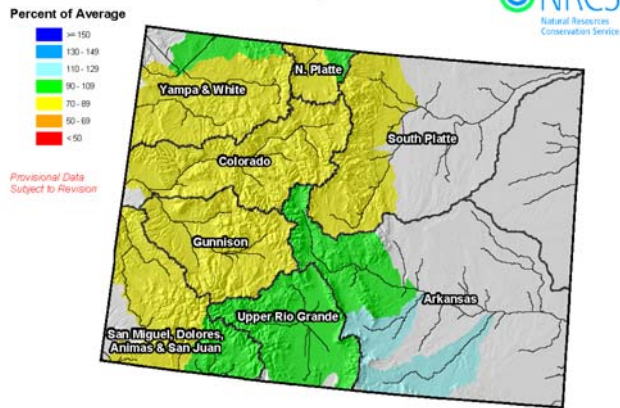 NRCS
Natural Resources
Conservation Service
Percent of Average
>= 150
130 - 149
110 - 129
90 - 109
70 - 89
50 - 69
< 50
Provisional Data
Subject to Revision
N. Platte
Yampa & White
South Platte
Colorado
Gunnison
Arkansas
Upper Rio Grande
San Miguel, Dolores,
Animas & San Juan